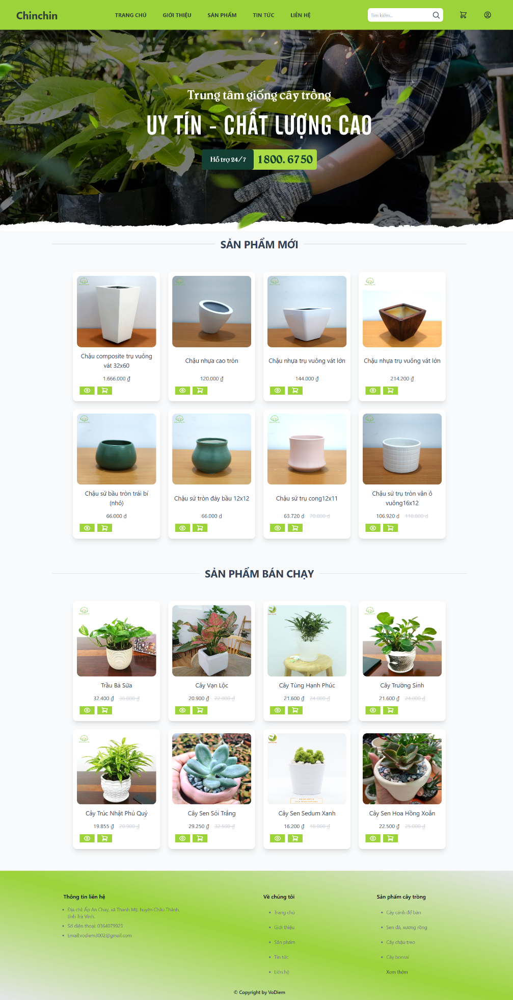 Chinchin
TRANG CHỦ
GIỚI THIỆU
SẢN PHẨM
TIN TỨC
LIÊN HỆ
Tìm kiếm...
Trung tâm giống cây trồng
UY TÍN - CHẤT LƯỢNG CAO
Hỗ trợ 24/7
1800. 6750
SẢN PHẨM MỚI
Chậu composite trụ vuông
vát 32x60
1.666.000 ₫
Chậu nhựa cao tròn
120.000 ₫
Chậu nhựa trụ vuông vát lớn
144.000 ₫
Chậu nhựa trụ vuông vát lớn
214.200 ₫
Chậu sứ bầu tròn trái bí
(nhỏ)
66.000 ₫
Chậu sứ tròn đáy bầu 12x12
66.000 ₫
Chậu sứ trụ cong12x11
63.720 ₫ 70.800 ₫
Chậu sứ trụ tròn vân ô
vuông16x12
106.920 ₫ 118.800 ₫
SẢN PHẨM BÁN CHẠY
Trầu Bà Sữa
32.400 ₫ 36.000 ₫
Cây Vạn Lộc
20.900 ₫ 22.000 ₫
Cây Tùng Hạnh Phúc
21.600 ₫ 24.000 ₫
Cây Trường Sinh
21.600 ₫ 24.000 ₫
Cây Trúc Nhật Phú Quý
19.855 ₫ 20.900 ₫
Cây Sen Sỏi Trắng
29.250 ₫ 32.500 ₫
Cây Sen Sedum Xanh
16.200 ₫ 18.000 ₫
Cây Sen Hoa Hồng Xoắn
22.500 ₫ 25.000 ₫
Thông tin liên hệ
Địa chỉ: Ấp An Chay, xã Thanh Mỹ, huyện Châu Thành,
tỉnh Trà Vinh.
Số điện thoại: 0364079923
Email:vodiem3002@gmail.com
Về chúng tôi
Trang chủ
Giới thiệu
Sản phẩm
Tin tức
Liên hệ
Sản phẩm cây trồng
Cây cảnh để bàn
Sen đá, xương rồng
Cây chậu treo
Cây bonsai
Xem thêm
© Copyright by VoDiem